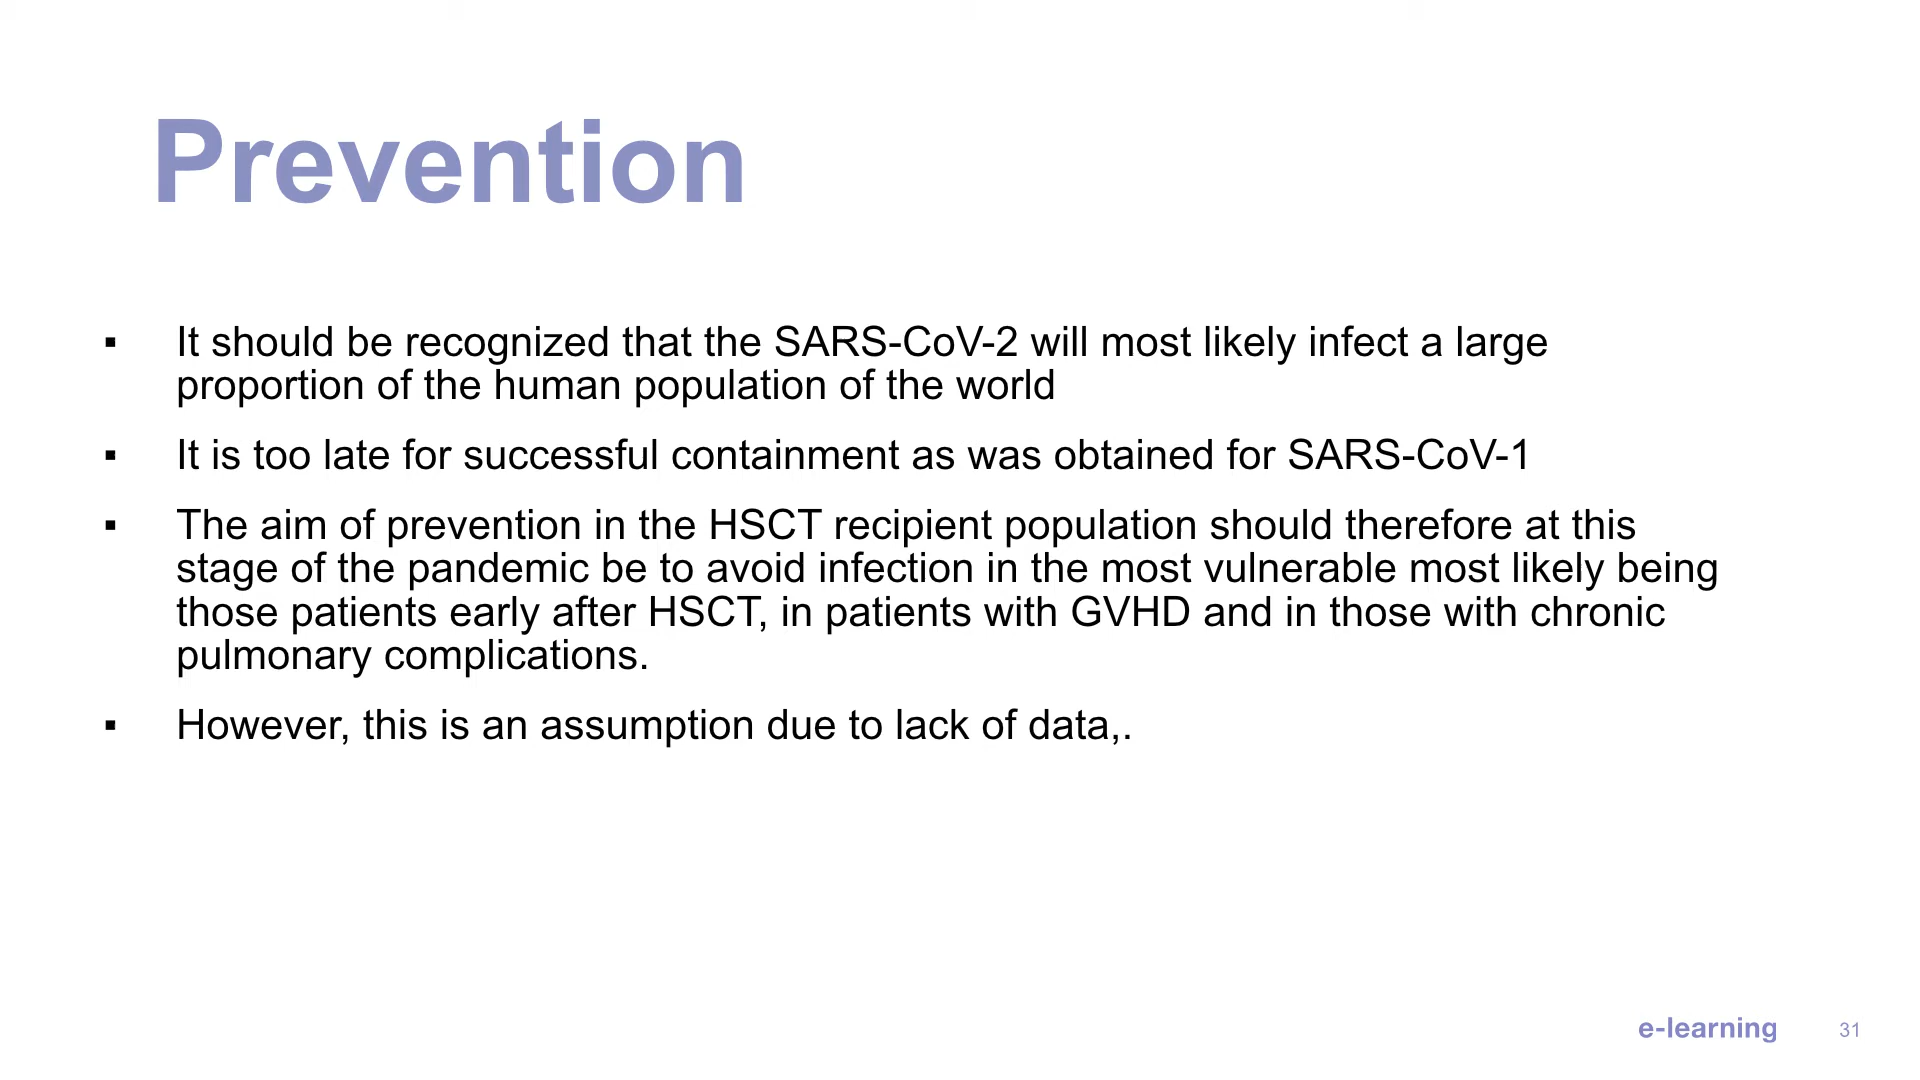 Prevention
▪ It should be recognized that the SARS-CoV-2 will most likely infect a large
proportion of the human population of the world
▪ It is too late for successful containment as was obtained for SARS-CoV-1
▪ The aim of prevention in the HSCT recipient population should therefore at this
stage of the pandemic be to avoid infection in the most vulnerable most likely being
those patients early after HSCT, in patients with GVHD and in those with chronic
pulmonary complications.
▪ However, this is an assumption due to lack of data,.
e-learning 31